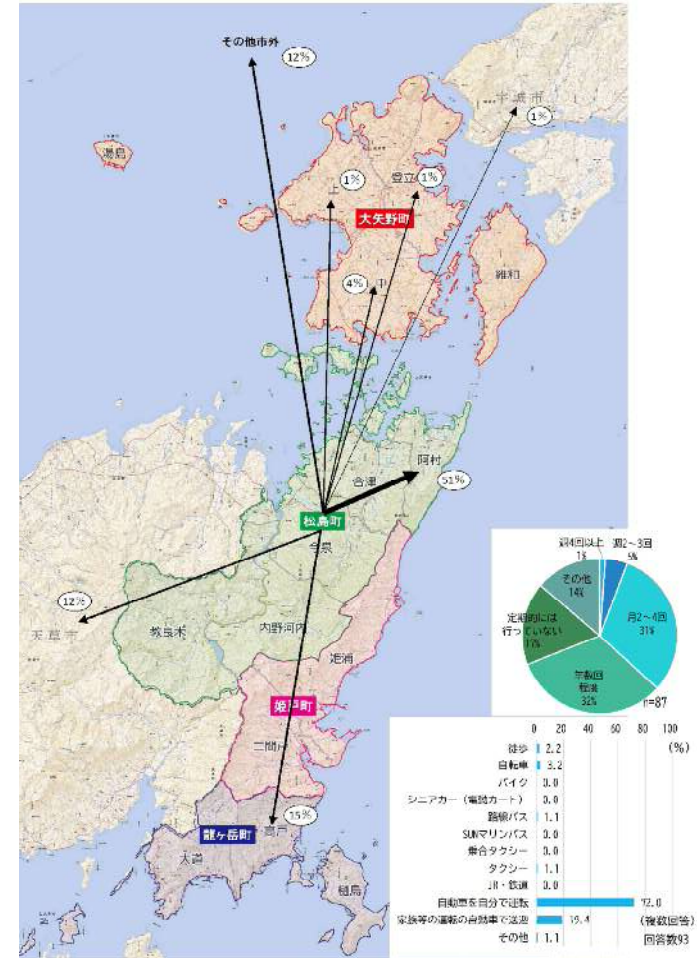 その他市外
12%
宇城市
1%
湯島
上
1%
登立
1%
大矢野町
維和
4%
中
阿村
合津
51%
松島町
今泉
12%
天草市
教良木
内野河内
姫浦
姫戸町
二間戸
15%
高戸
龍ヶ岳町
大道
樋島
週4回以上
1%
週2～3回
5%
その他
14%
月2～4回
31%
定期的には
行っていない
年数回
程度
32%
n=87
0 20 40 60 80 100
(%)
徒歩 2.2
自転車 3.2
バイク 0.0
シニアカー（電動カート） 0.0
路線バス 1.1
SUNマリンバス 0.0
乗合タクシー 0.0
タクシー 1.1
JR・鉄道 0.0
自動車を自分で運転 72.0
家族等の運転の自動車で送迎 19.4
(複数回答)
その他 1.1
回答数93